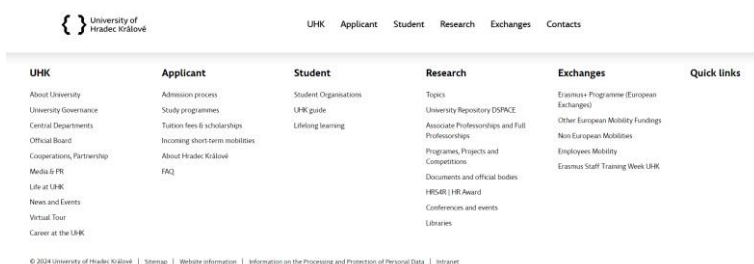 University of
Hradec Králové
UHK Applicant Student Research Exchanges Contacts
UHK
About University
University Governance
Central Departments
Official Board
Cooperations, Partnership
Media & PR
Life at UHK
News and Events
Virtual Tour
Career at the UHK
Applicant
Admission process
Study programmes
Tuition fees & scholarships
Incoming short-term mobilities
About Hradec Králové
FAQ
Student
Student Organisations
UHK guide
Lifelong learning
Research
Topics
University Repository DSPACE
Associate Professorships and Full
Professorships
Programes, Projects and
Competitions
Documents and official bodies
HRS4R | HR Award
Conferences and events
Libraries
Exchanges
Erasmus+ Programme (European
Exchanges)
Other European Mobility Fundings
Non European Mobilities
Employees Mobility
Erasmus Staff Training Week UHK
Quick links
© 2024 University of Hradec Králové | Sitemap | Website information | Information on the Processing and Protection of Personal Data | Intranet